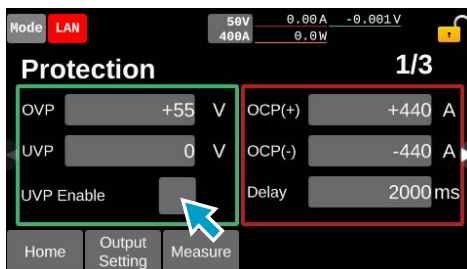 Mode LAN 50V 400A 0.00A -0.001V 0.0W
Protection 1/3
OVP +55 V OCP(+) +440 A
UVP 0 V OCP(-) -440 A
UVP Enable Delay 2000 ms
Home Output Setting Measure